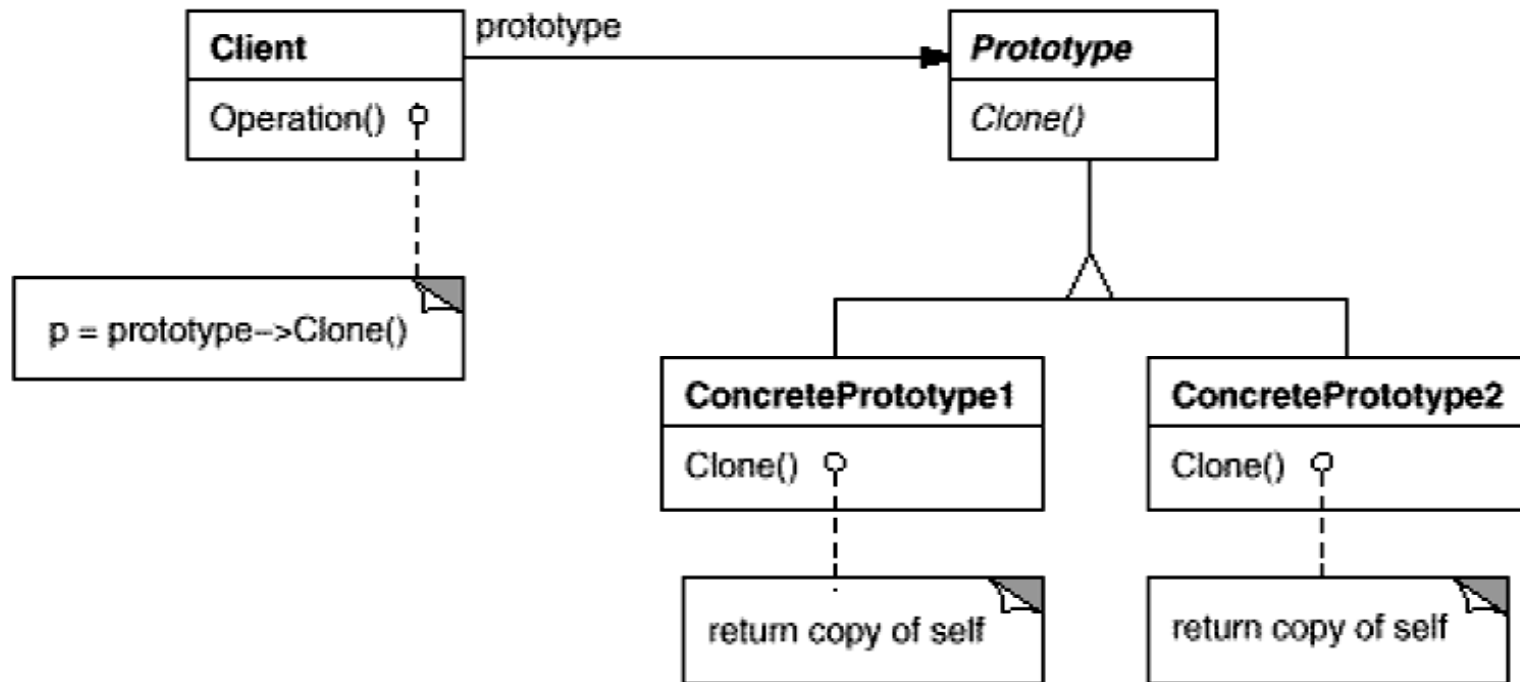 prototype
Client
Prototype
Operation()
Clone()
p = prototype–>Clone()
ConcretePrototype1
ConcretePrototype2
Clone()
Clone()
return copy of self
return copy of self